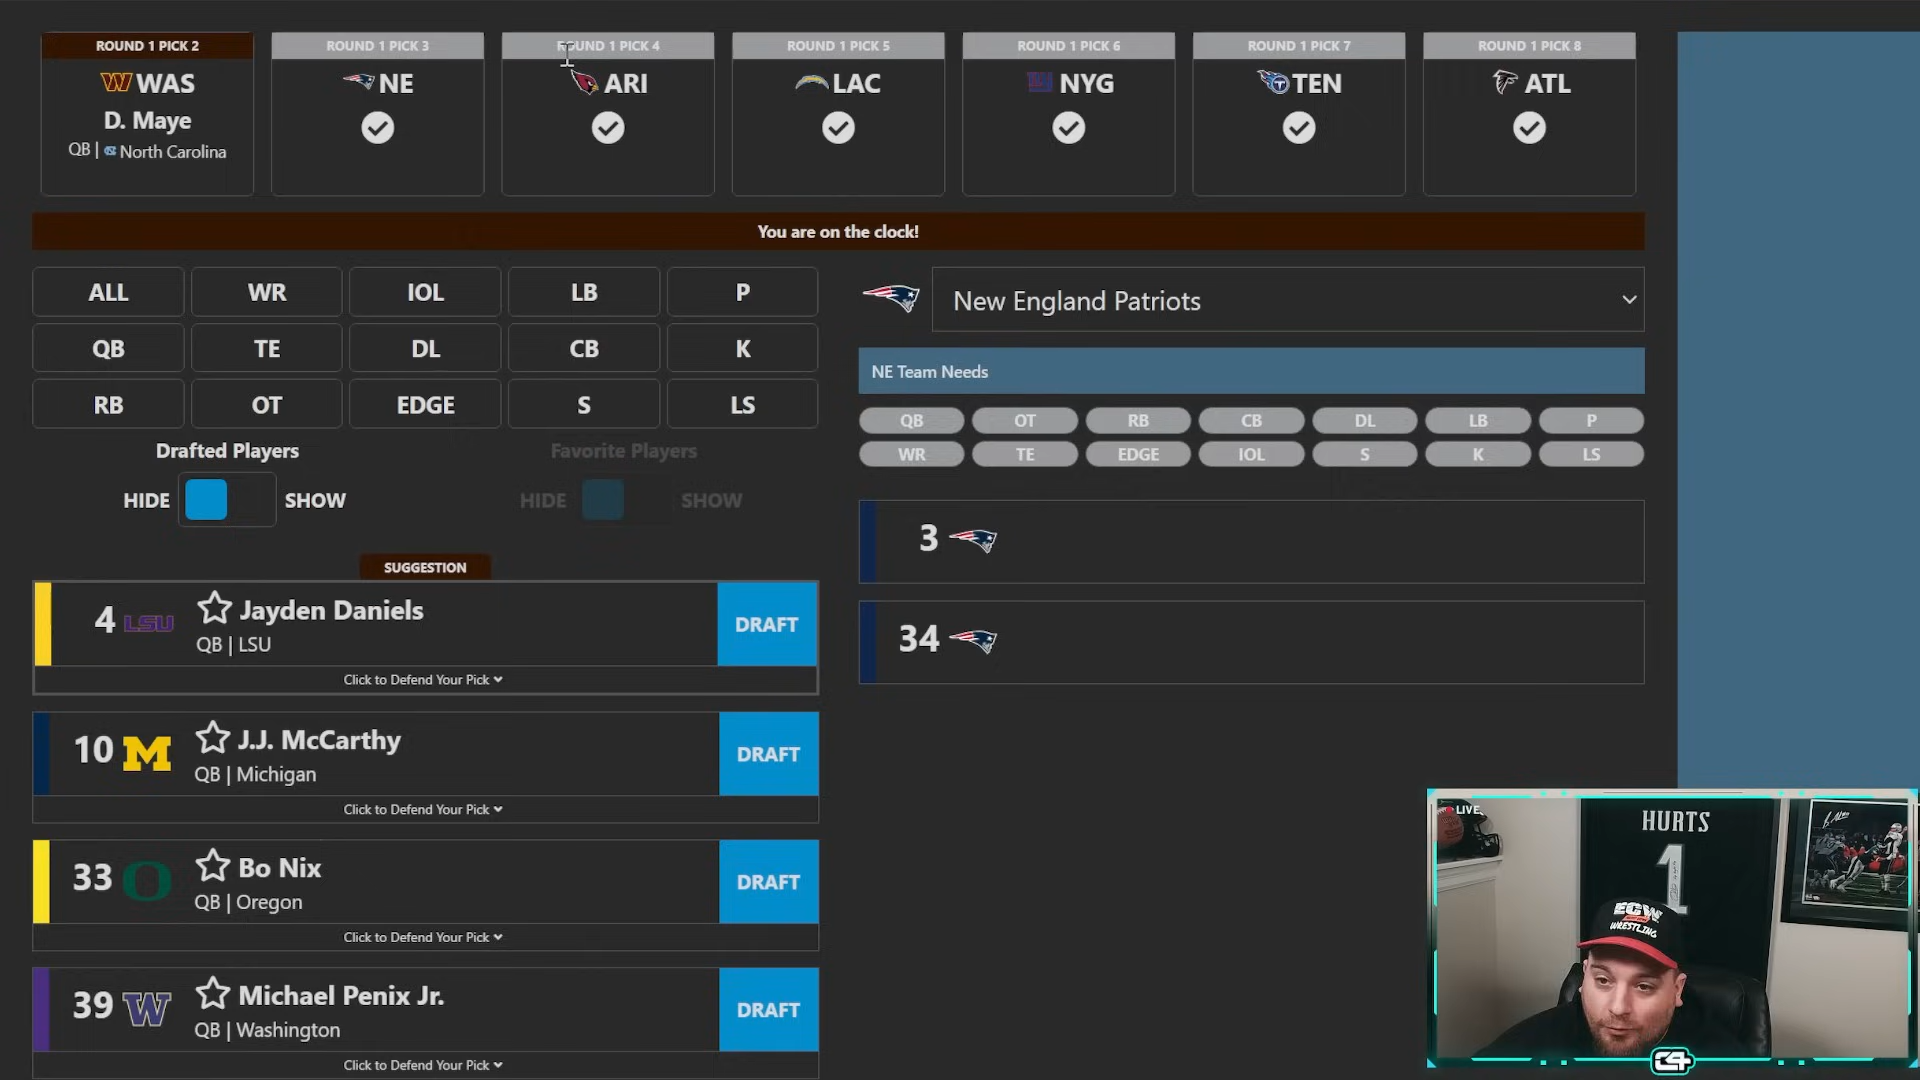 ROUND 1 PICK 2
WAS
D. Maye
QB | North Carolina
ROUND 1 PICK 3
NE
ROUND 1 PICK 4
ARI
ROUND 1 PICK 5
LAC
ROUND 1 PICK 6
NYG
ROUND 1 PICK 7
TEN
ROUND 1 PICK 8
ATL
You are on the clock!
ALL WR IOL LB P
QB TE DL CB K
RB OT EDGE S LS
Drafted Players
HIDE SHOW
Favorite Players
HIDE SHOW
SUGGESTION
4 LSU Jayden Daniels
QB | LSU
DRAFT
Click to Defend Your Pick
10 M J.J. McCarthy
QB | Michigan
DRAFT
Click to Defend Your Pick
33 O Bo Nix
QB | Oregon
DRAFT
Click to Defend Your Pick
39 W Michael Penix Jr.
QB | Washington
DRAFT
Click to Defend Your Pick
New England Patriots
NE Team Needs
QB OT RB CB DL LB P
WR TE EDGE IOL S K LS
3
34
LIVE
HURTS
1
ECW
WRESTLING